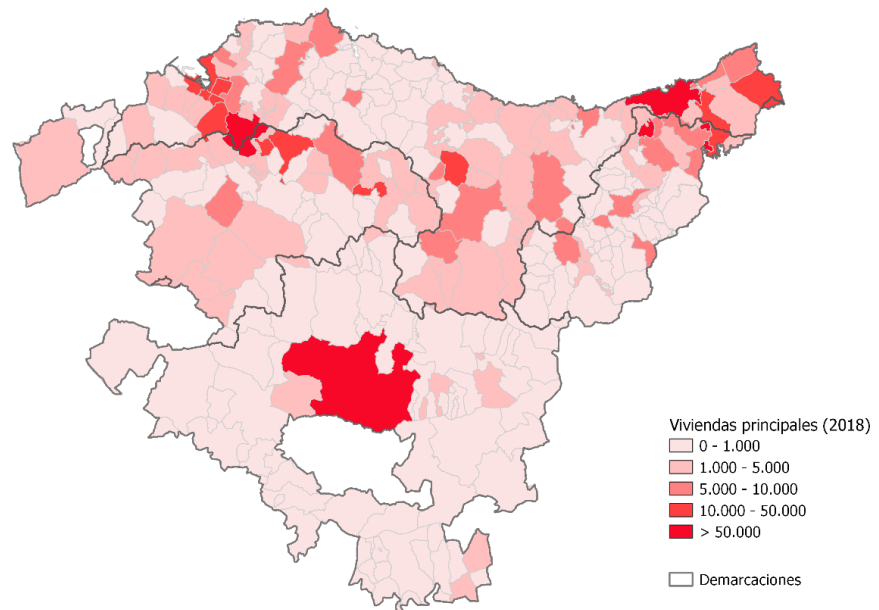 Viviendas principales (2018)
0 - 1.000
1.000 - 5.000
5.000 - 10.000
10.000 - 50.000
> 50.000
Demarcaciones